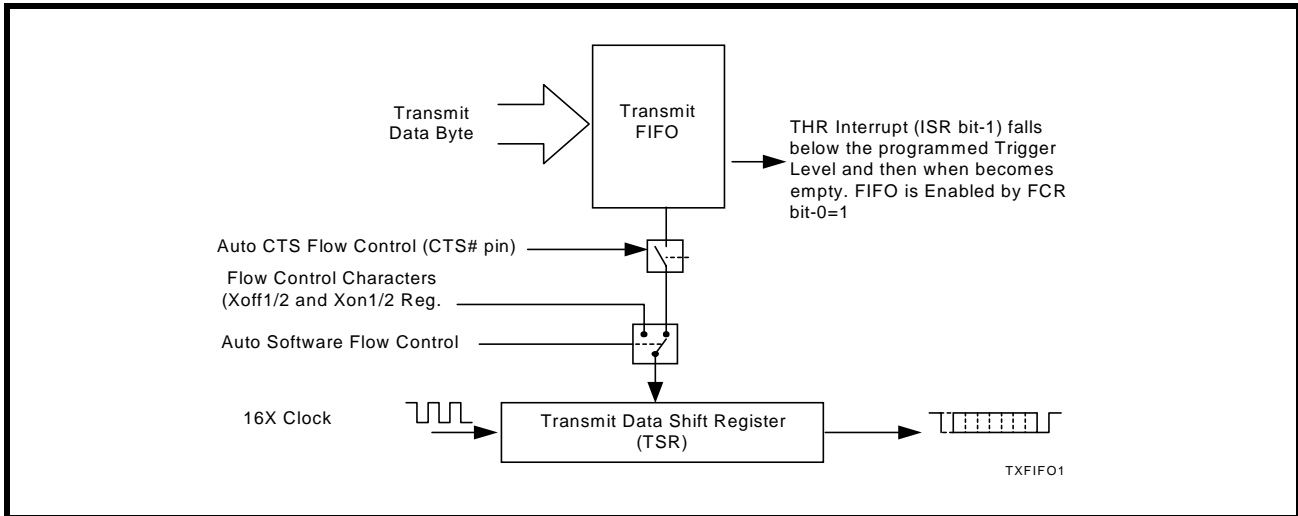 Transmit
FIFO
Transmit
Data Byte
THR Interrupt (ISR bit-1) falls
below the programmed Trigger
Level and then when becomes
empty. FIFO is Enabled by FCR
bit-0=1
Auto CTS Flow Control (CTS# pin)
Flow Control Characters
(Xoff1/2 and Xon1/2 Reg.
Auto Software Flow Control
16X Clock
Transmit Data Shift Register
(TSR)
TXFIFO1